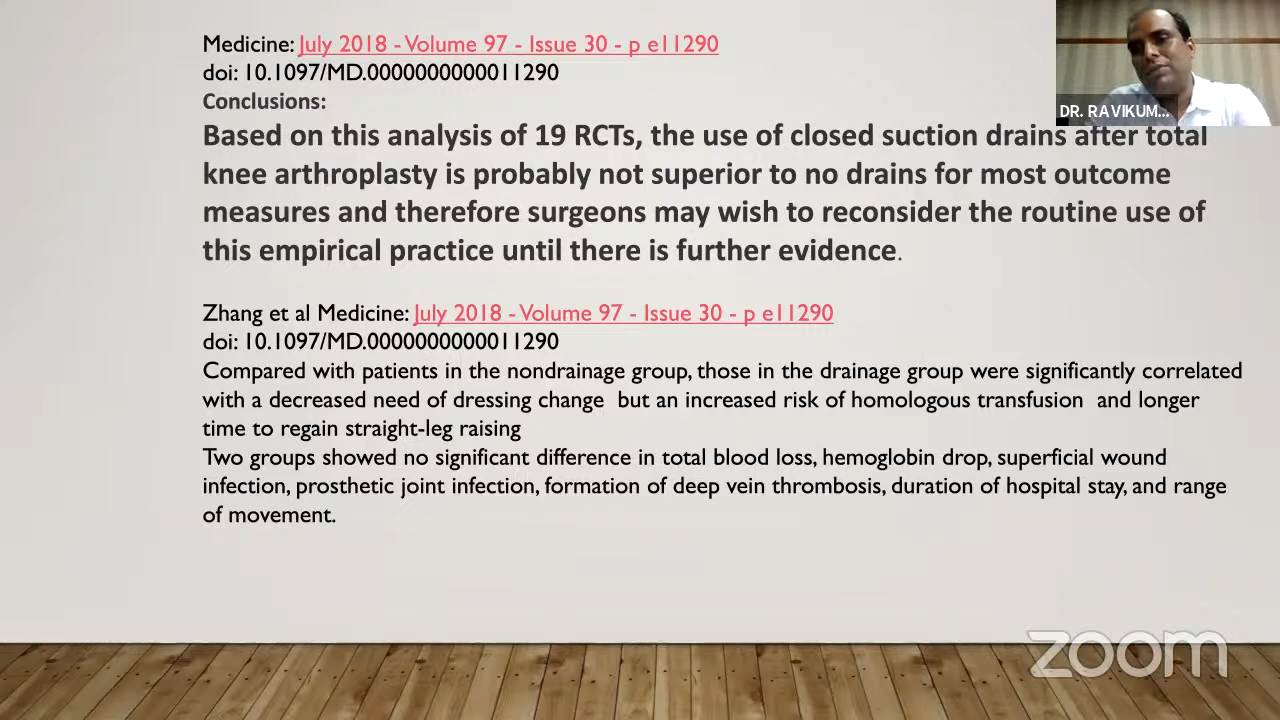 Medicine: July 2018 - Volume 97 - Issue 30 - p e11290
doi: 10.1097/MD.0000000000011290
Conclusions:
Based on this analysis of 19 RCTs, the use of closed suction drains after total
knee arthroplasty is probably not superior to no drains for most outcome
measures and therefore surgeons may wish to reconsider the routine use of
this empirical practice until there is further evidence.
Zhang et al Medicine: July 2018 - Volume 97 - Issue 30 - p e11290
doi: 10.1097/MD.0000000000011290
Compared with patients in the nondrainage group, those in the drainage group were significantly correlated
with a decreased need of dressing change but an increased risk of homologous transfusion and longer
time to regain straight-leg raising
Two groups showed no significant difference in total blood loss, hemoglobin drop, superficial wound
infection, prosthetic joint infection, formation of deep vein thrombosis, duration of hospital stay, and range
of movement.
DR. RAVIKUM...
zoom